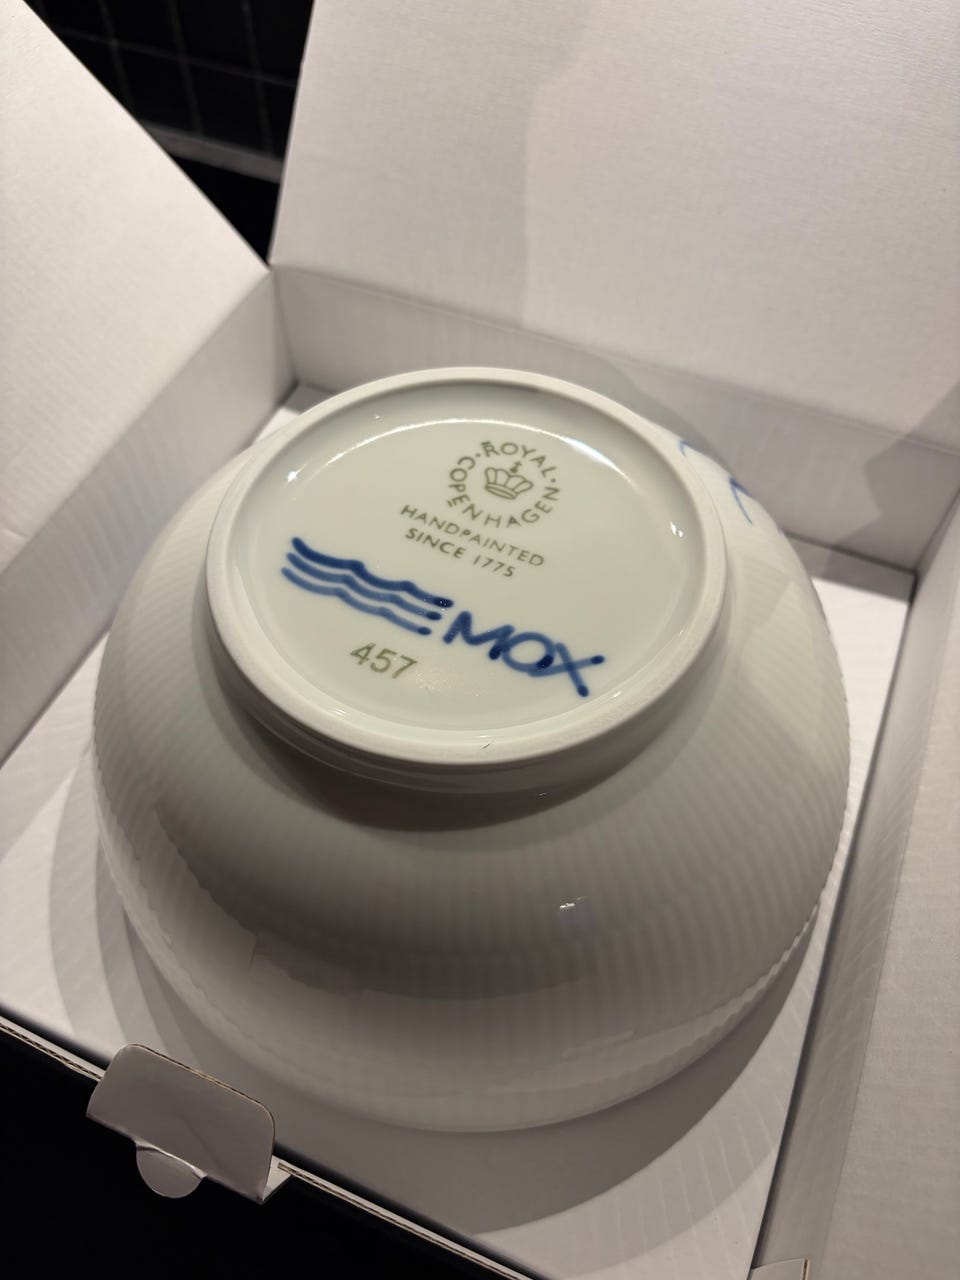 ROYAL COPENHAGEN
HANDPAINTED
SINCE 1775
MOX
457